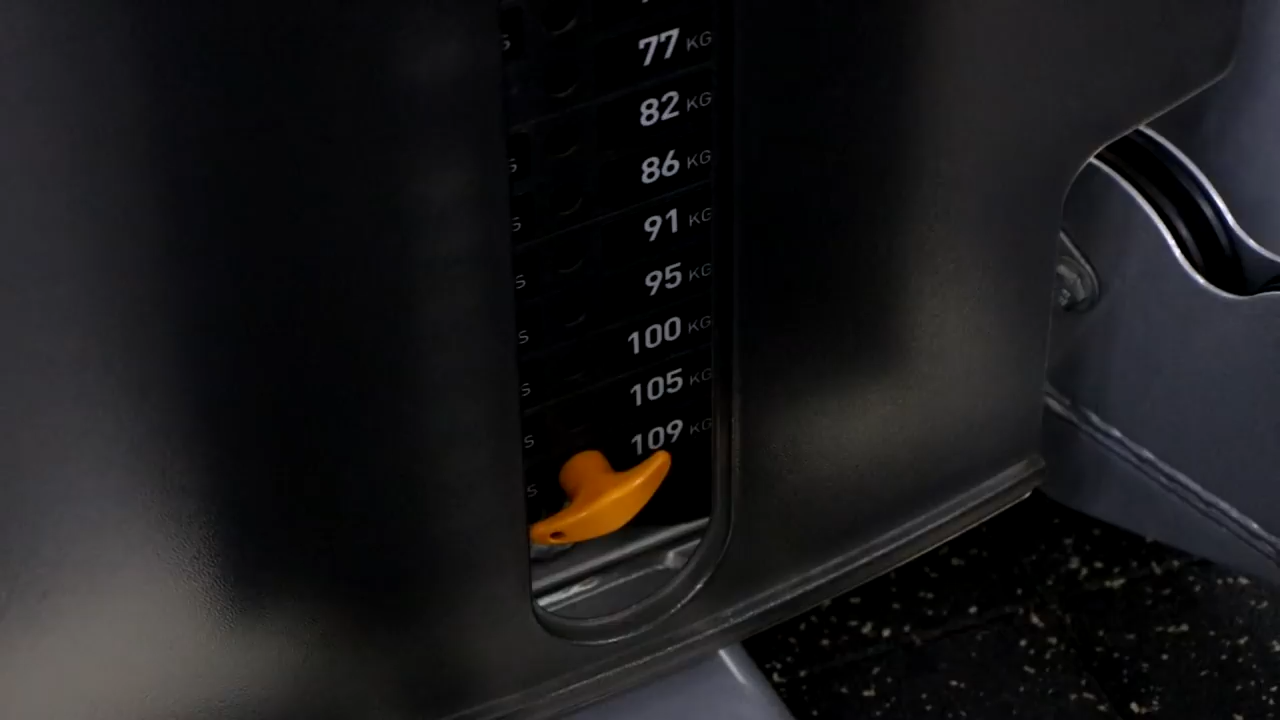 77 KG
82 KG
S 86 KG
S 91 KG
S 95 KG
S 100 KG
S 105 KG
S 109 KG
S